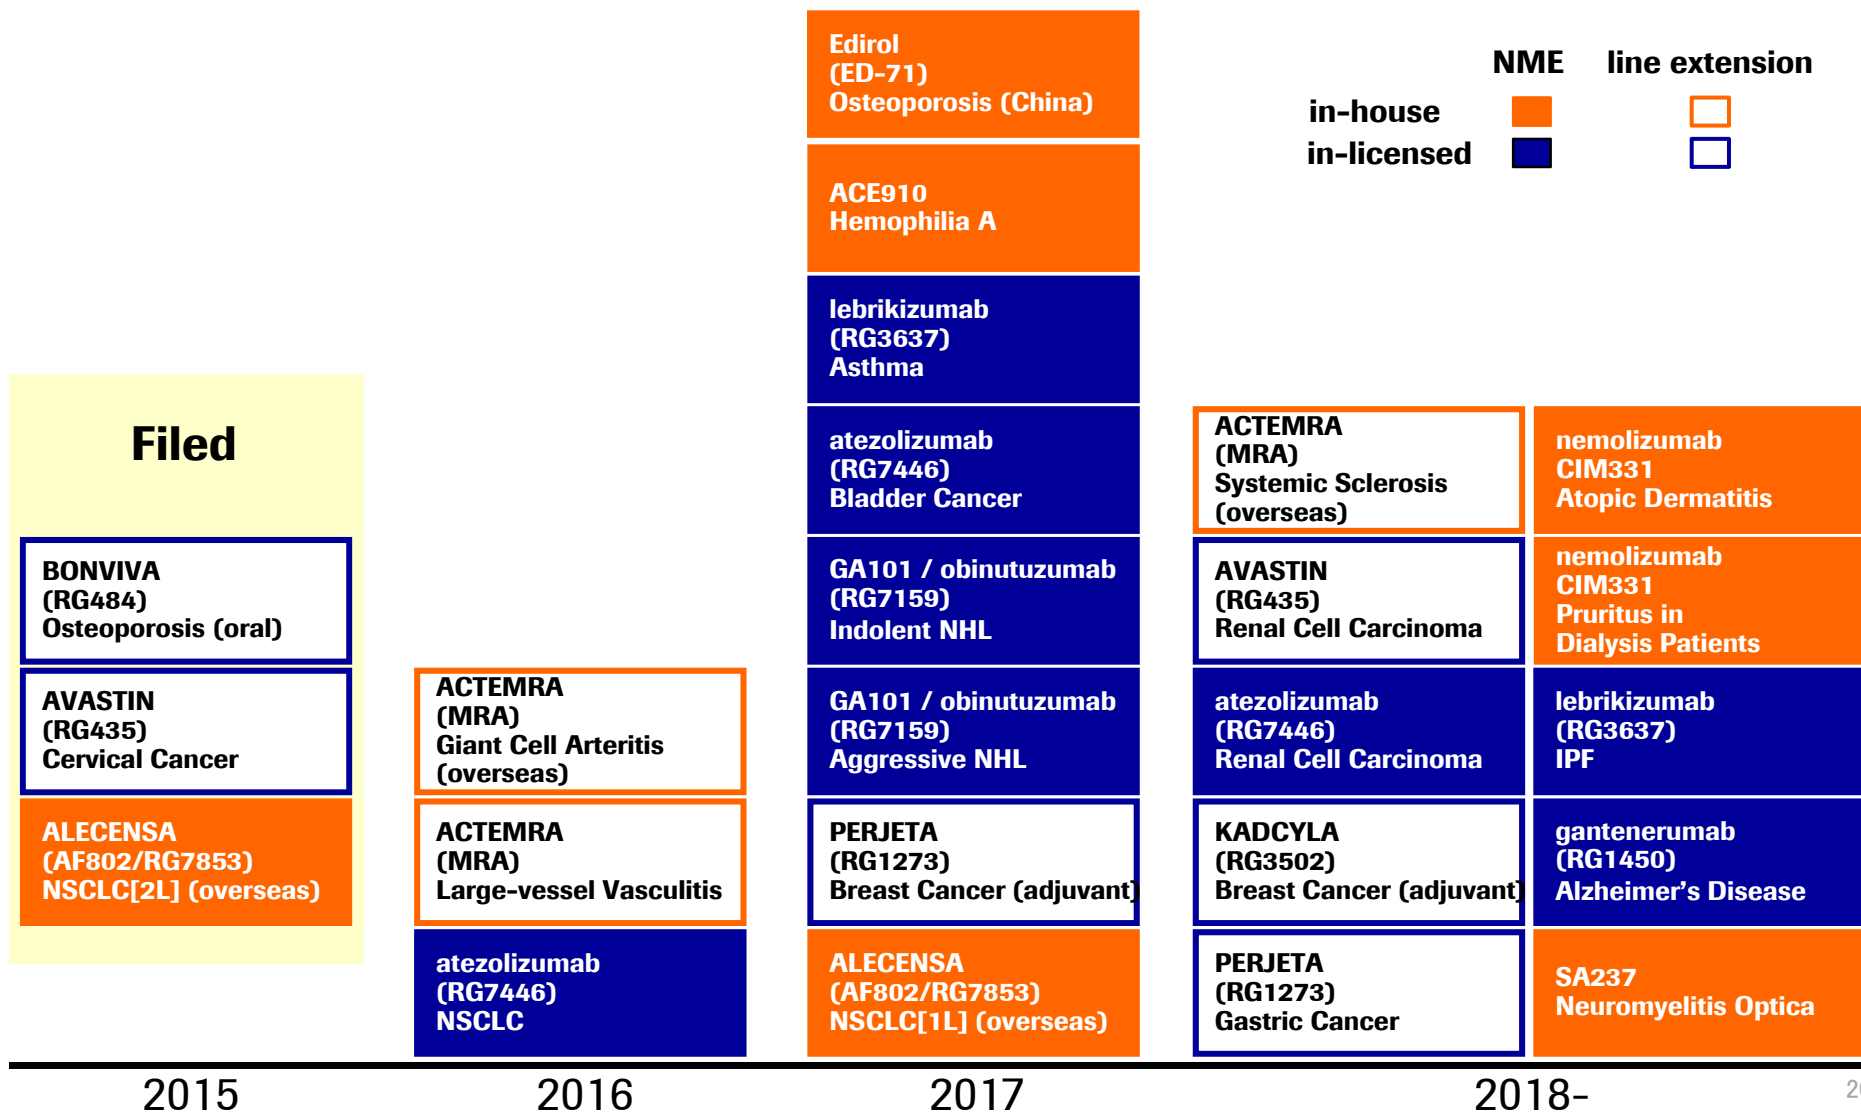 NME line extension
in-house
in-licensed
Filed
BONVIVA
(RG484)
Osteoporosis (oral)
AVASTIN
(RG435)
Cervical Cancer
ALECENSA
(AF802/RG7853)
NSCLC[2L] (overseas)
ACTEMRA
(MRA)
Giant Cell Arteritis
(overseas)
ACTEMRA
(MRA)
Large-vessel Vasculitis
atezolizumab
(RG7446)
NSCLC
Edirol
(ED-71)
Osteoporosis (China)
ACE910
Hemophilia A
lebrikizumab
(RG3637)
Asthma
atezolizumab
(RG7446)
Bladder Cancer
GA101 / obinutuzumab
(RG7159)
Indolent NHL
GA101 / obinutuzumab
(RG7159)
Aggressive NHL
PERJETA
(RG1273)
Breast Cancer (adjuvant)
ALECENSA
(AF802/RG7853)
NSCLC[1L] (overseas)
ACTEMRA
(MRA)
Systemic Sclerosis
(overseas)
AVASTIN
(RG435)
Renal Cell Carcinoma
atezolizumab
(RG7446)
Renal Cell Carcinoma
KADCYLA
(RG3502)
Breast Cancer (adjuvant)
PERJETA
(RG1273)
Gastric Cancer
nemolizumab
CIM331
Atopic Dermatitis
nemolizumab
CIM331
Pruritus in
Dialysis Patients
lebrikizumab
(RG3637)
IPF
gantenerumab
(RG1450)
Alzheimer's Disease
SA237
Neuromyelitis Optica
2015 2016 2017 2018-